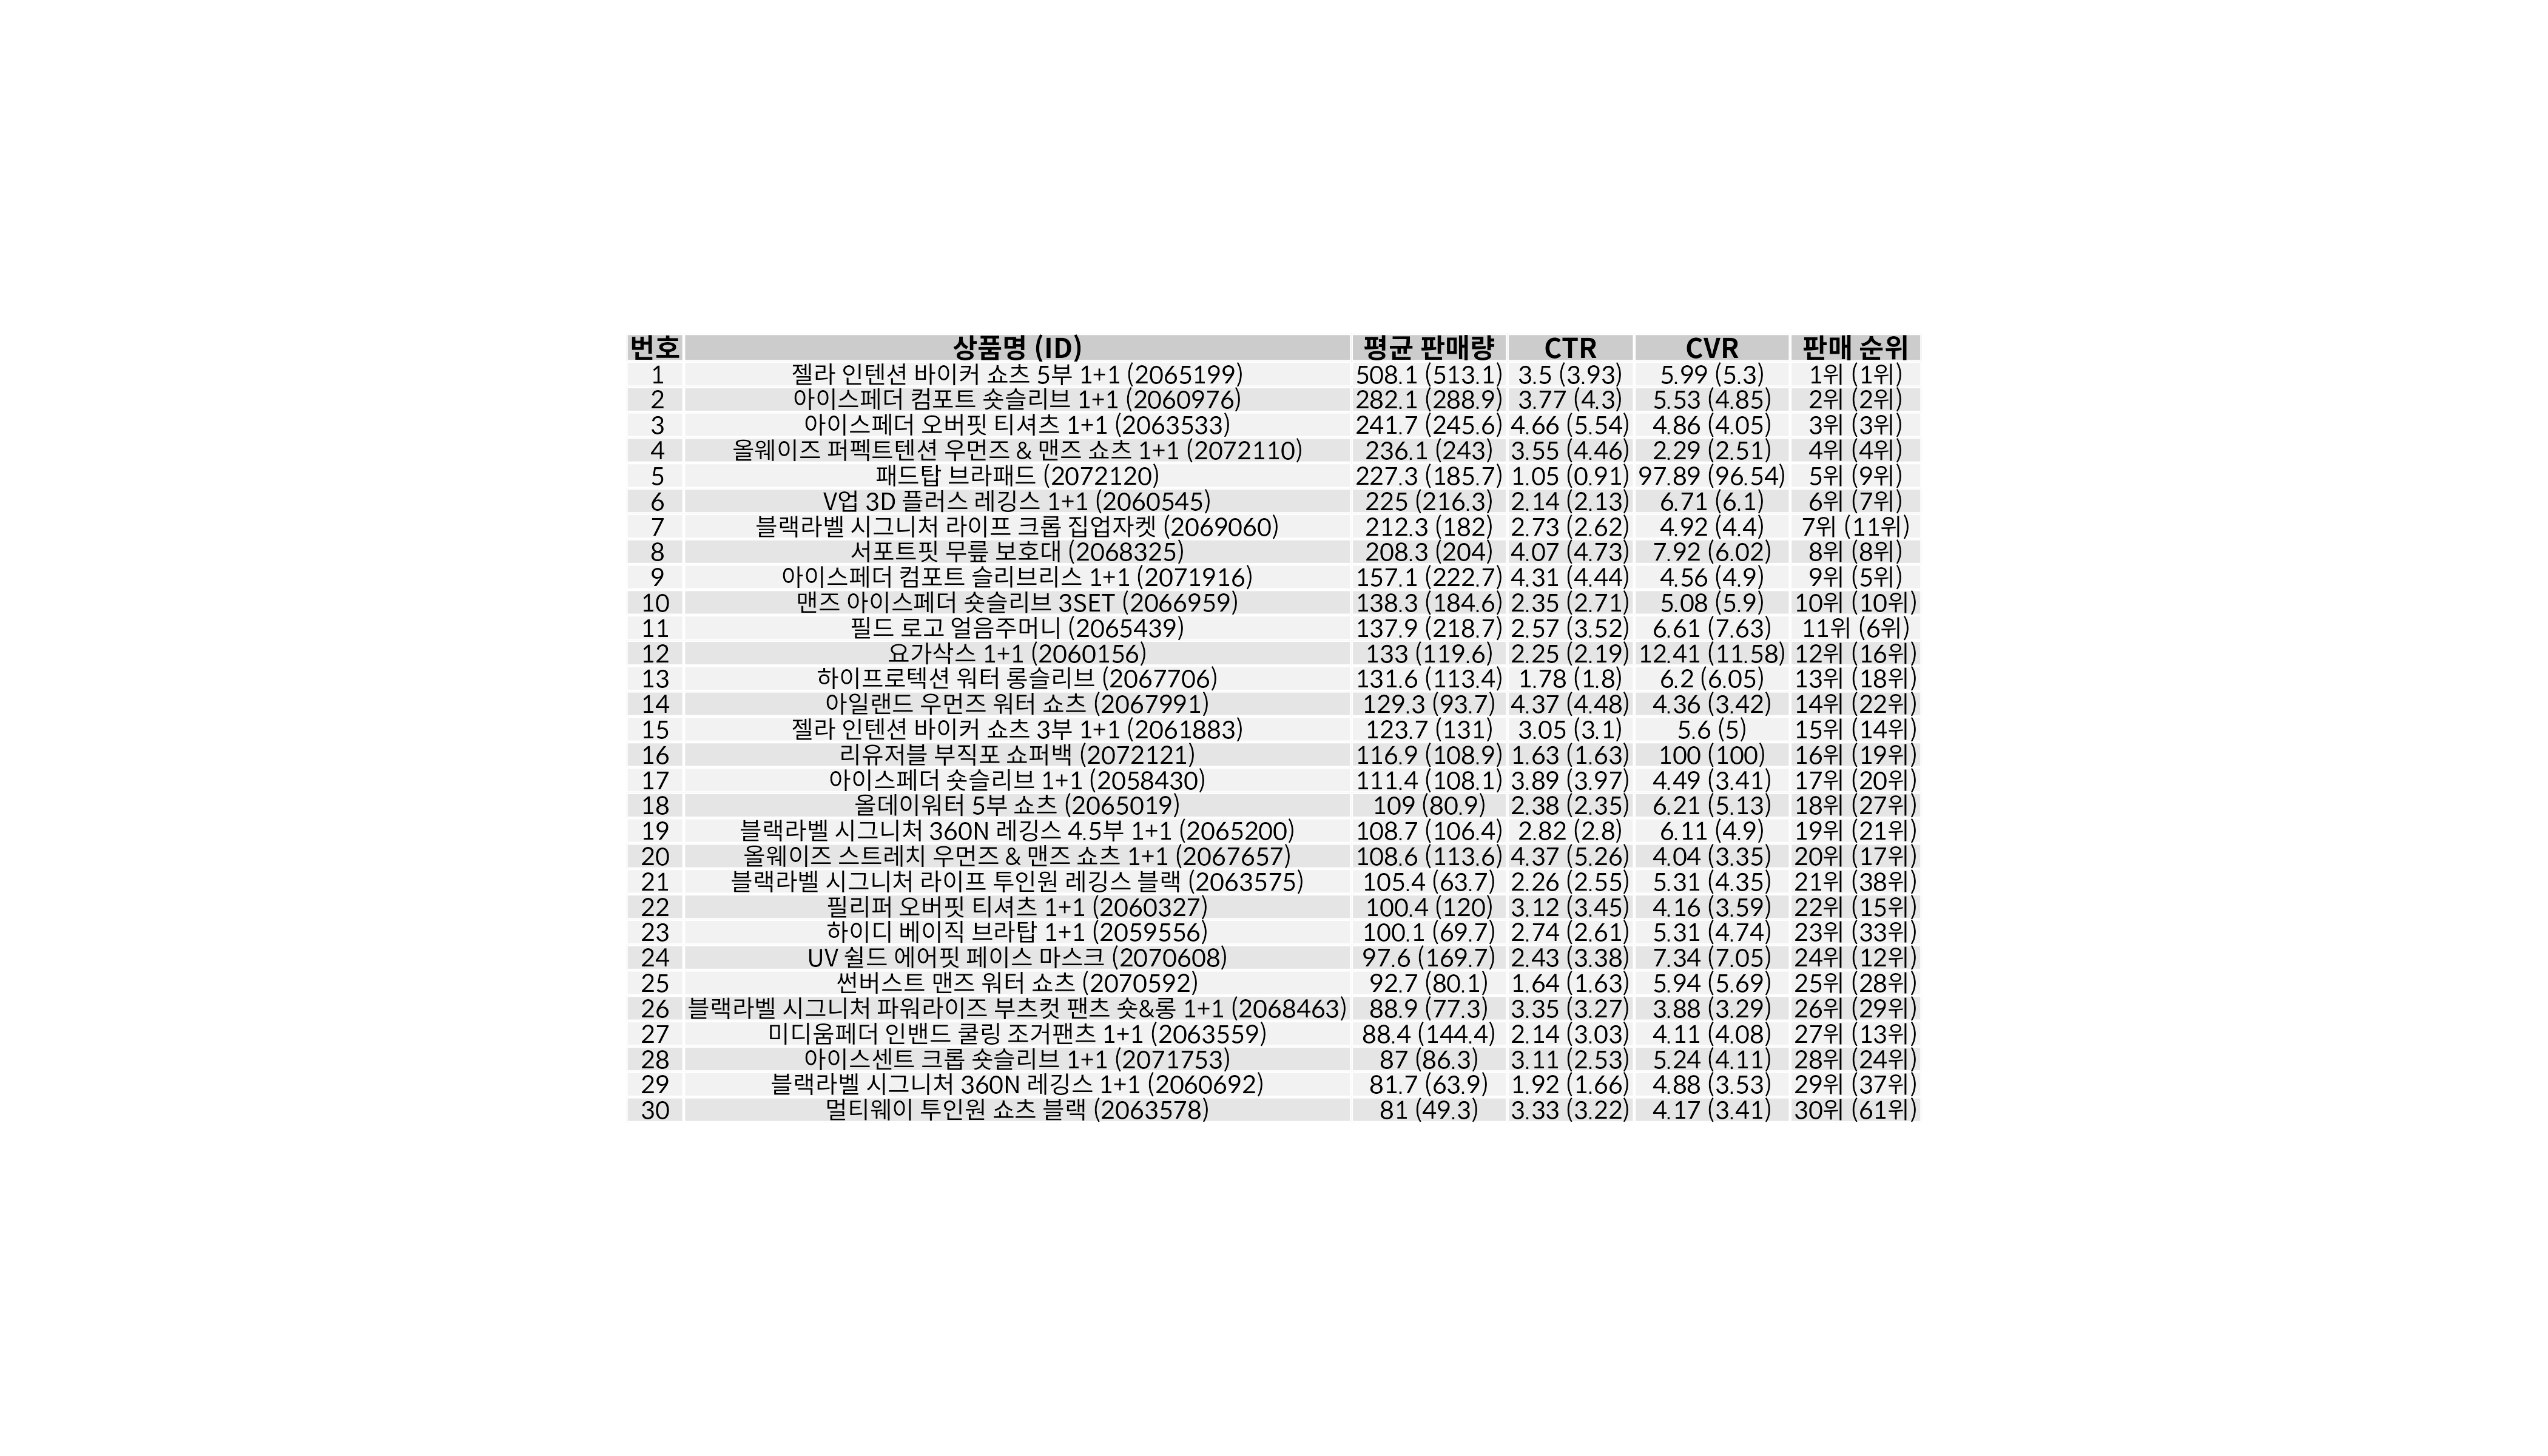 번호 상품명 (ID) 평균 판매량 CTR CVR 판매 순위
1 젤라 인텐션 바이커 쇼츠 5부 1+1 (2065199) 508.1 (513.1) 3.5 (3.93) 5.99 (5.3) 1위 (1위)
2 아이스페더 컴포트 숏슬리브 1+1 (2060976) 282.1 (288.9) 3.77 (4.3) 5.53 (4.85) 2위 (2위)
3 아이스페더 오버핏 티셔츠 1+1 (2063533) 241.7 (245.6) 4.66 (5.54) 4.86 (4.05) 3위 (3위)
4 올웨이즈 퍼펙트텐션 우먼즈 & 맨즈 쇼츠 1+1 (2072110) 236.1 (243) 3.55 (4.46) 2.29 (2.51) 4위 (4위)
5 패드탑 브라패드 (2072120) 227.3 (185.7) 1.05 (0.91) 97.89 (96.54) 5위 (9위)
6 V업 3D 플러스 레깅스 1+1 (2060545) 225 (216.3) 2.14 (2.13) 6.71 (6.1) 6위 (7위)
7 블랙라벨 시그니처 라이프 크롭 집업자켓 (2069060) 212.3 (182) 2.73 (2.62) 4.92 (4.4) 7위 (11위)
8 서포트핏 무릎 보호대 (2068325) 208.3 (204) 4.07 (4.73) 7.92 (6.02) 8위 (8위)
9 아이스페더 컴포트 슬리브리스 1+1 (2071916) 157.1 (222.7) 4.31 (4.44) 4.56 (4.9) 9위 (5위)
10 맨즈 아이스페더 숏슬리브 3SET (2066959) 138.3 (184.6) 2.35 (2.71) 5.08 (5.9) 10위 (10위)
11 필드 로고 얼음주머니 (2065439) 137.9 (218.7) 2.57 (3.52) 6.61 (7.63) 11위 (6위)
12 요가삭스 1+1 (2060156) 133 (119.6) 2.25 (2.19) 12.41 (11.58) 12위 (16위)
13 하이프로텍션 워터 롱슬리브 (2067706) 131.6 (113.4) 1.78 (1.8) 6.2 (6.05) 13위 (18위)
14 아일랜드 우먼즈 워터 쇼츠 (2067991) 129.3 (93.7) 4.37 (4.48) 4.36 (3.42) 14위 (22위)
15 젤라 인텐션 바이커 쇼츠 3부 1+1 (2061883) 123.7 (131) 3.05 (3.1) 5.6 (5) 15위 (14위)
16 리유저블 부직포 쇼퍼백 (2072121) 116.9 (108.9) 1.63 (1.63) 100 (100) 16위 (19위)
17 아이스페더 숏슬리브 1+1 (2058430) 111.4 (108.1) 3.89 (3.97) 4.49 (3.41) 17위 (20위)
18 올데이워터 5부 쇼츠 (2065019) 109 (80.9) 2.38 (2.35) 6.21 (5.13) 18위 (27위)
19 블랙라벨 시그니처 360N 레깅스 4.5부 1+1 (2065200) 108.7 (106.4) 2.82 (2.8) 6.11 (4.9) 19위 (21위)
20 올웨이즈 스트레치 우먼즈 & 맨즈 쇼츠 1+1 (2067657) 108.6 (113.6) 4.37 (5.26) 4.04 (3.35) 20위 (17위)
21 블랙라벨 시그니처 라이프 투인원 레깅스 블랙 (2063575) 105.4 (63.7) 2.26 (2.55) 5.31 (4.35) 21위 (38위)
22 필리퍼 오버핏 티셔츠 1+1 (2060327) 100.4 (120) 3.12 (3.45) 4.16 (3.59) 22위 (15위)
23 하이디 베이직 브라탑 1+1 (2059556) 100.1 (69.7) 2.74 (2.61) 5.31 (4.74) 23위 (33위)
24 UV 쉴드 에어핏 페이스 마스크 (2070608) 97.6 (169.7) 2.43 (3.38) 7.34 (7.05) 24위 (12위)
25 썬버스트 맨즈 워터 쇼츠 (2070592) 92.7 (80.1) 1.64 (1.63) 5.94 (5.69) 25위 (28위)
26 블랙라벨 시그니처 파워라이즈 부츠컷 팬츠 숏&롱 1+1 (2068463) 88.9 (77.3) 3.35 (3.27) 3.88 (3.29) 26위 (29위)
27 미디움페더 인밴드 쿨링 조거팬츠 1+1 (2063559) 88.4 (144.4) 2.14 (3.03) 4.11 (4.08) 27위 (13위)
28 아이스센트 크롭 숏슬리브 1+1 (2071753) 87 (86.3) 3.11 (2.53) 5.24 (4.11) 28위 (24위)
29 블랙라벨 시그니처 360N 레깅스 1+1 (2060692) 81.7 (63.9) 1.92 (1.66) 4.88 (3.53) 29위 (37위)
30 멀티웨이 투인원 쇼츠 블랙 (2063578) 81 (49.3) 3.33 (3.22) 4.17 (3.41) 30위 (61위)